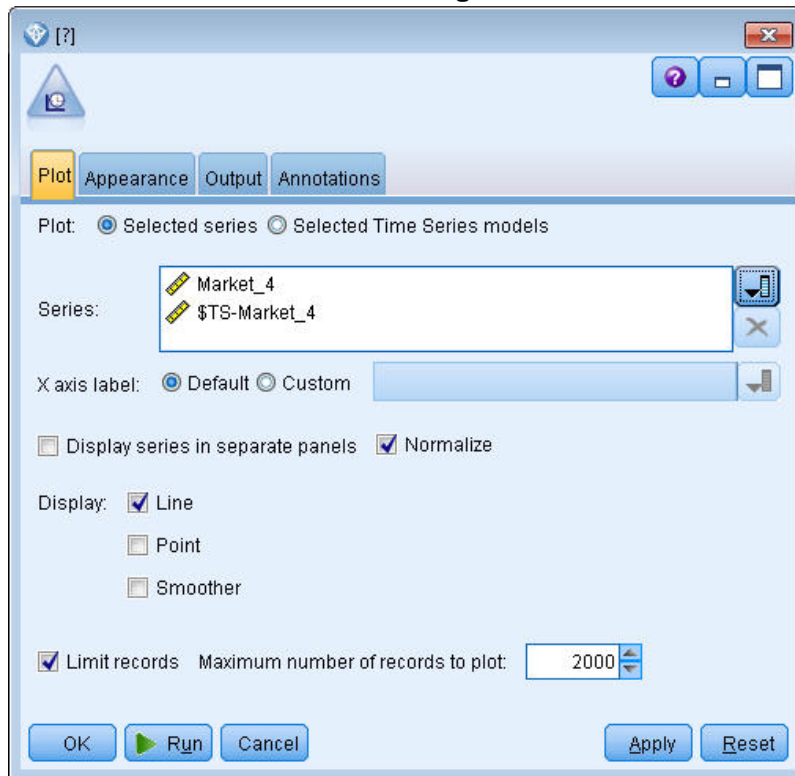 [?]
Plot Appearance Output Annotations
Plot: Selected series Selected Time Series models
Series:
Market_4
$TS-Market_4
X axis label: Default Custom
Display series in separate panels Normalize
Display: Line
Point
Smoother
Limit records Maximum number of records to plot: 2000
OK Run Cancel Apply Reset